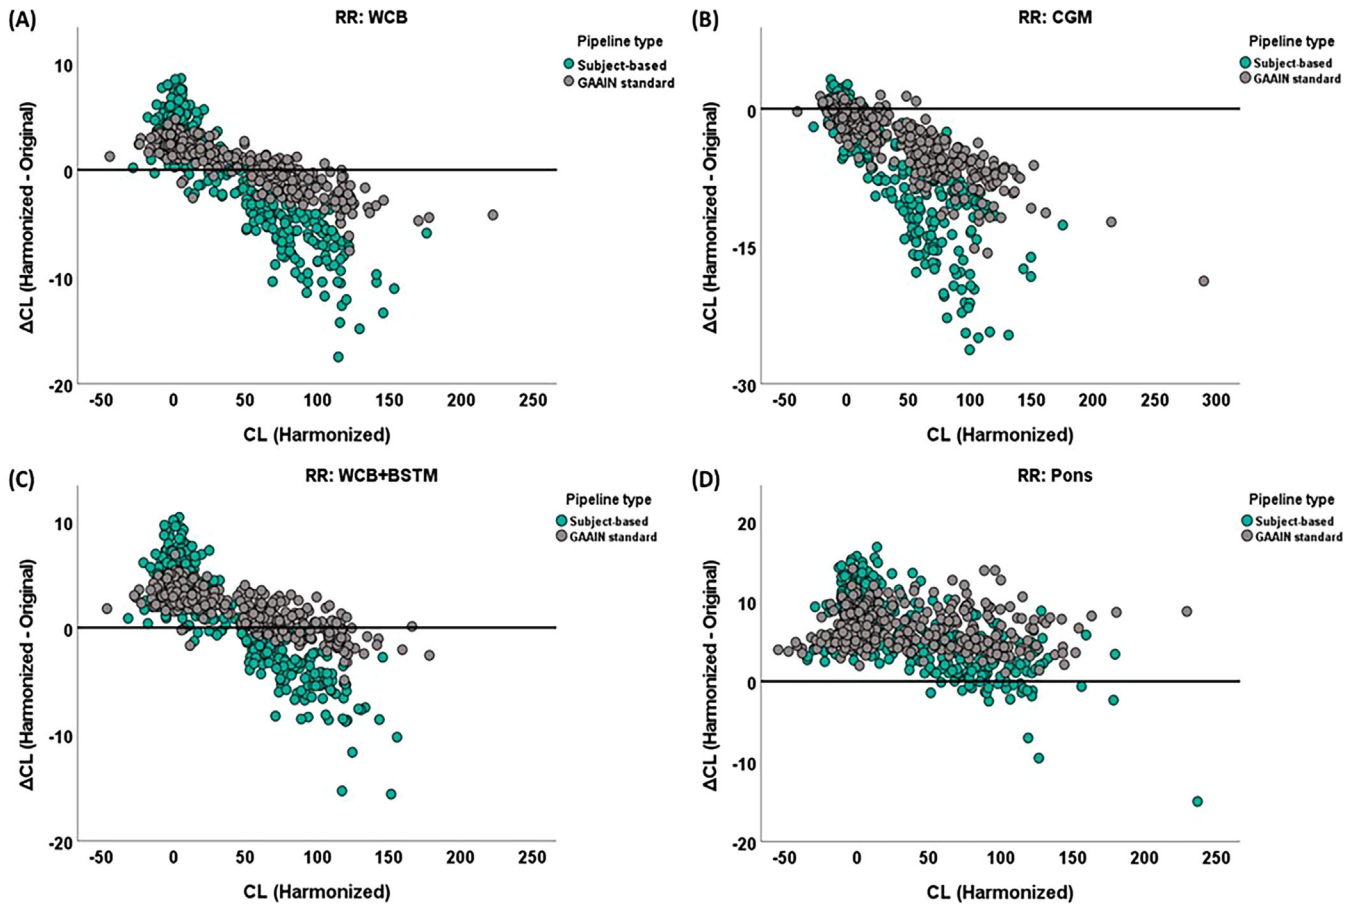 (A)
RR: WCB
Pipeline type
Subject-based
GAAIN standard
10
0
-10
-20
ΔCL (Harmonized - Original)
-50 0 50 100 150 200 250
CL (Harmonized)
(B)
RR: CGM
Pipeline type
Subject-based
GAAIN standard
0
-15
-30
ΔCL (Harmonized - Original)
-50 0 50 100 150 200 250 300
CL (Harmonized)
(C)
RR: WCB+BSTM
Pipeline type
Subject-based
GAAIN standard
10
0
-10
-20
ΔCL (Harmonized - Original)
-50 0 50 100 150 200 250
CL (Harmonized)
(D)
RR: Pons
Pipeline type
Subject-based
GAAIN standard
20
10
0
-10
-20
ΔCL (Harmonized - Original)
-50 0 50 100 150 200 250
CL (Harmonized)